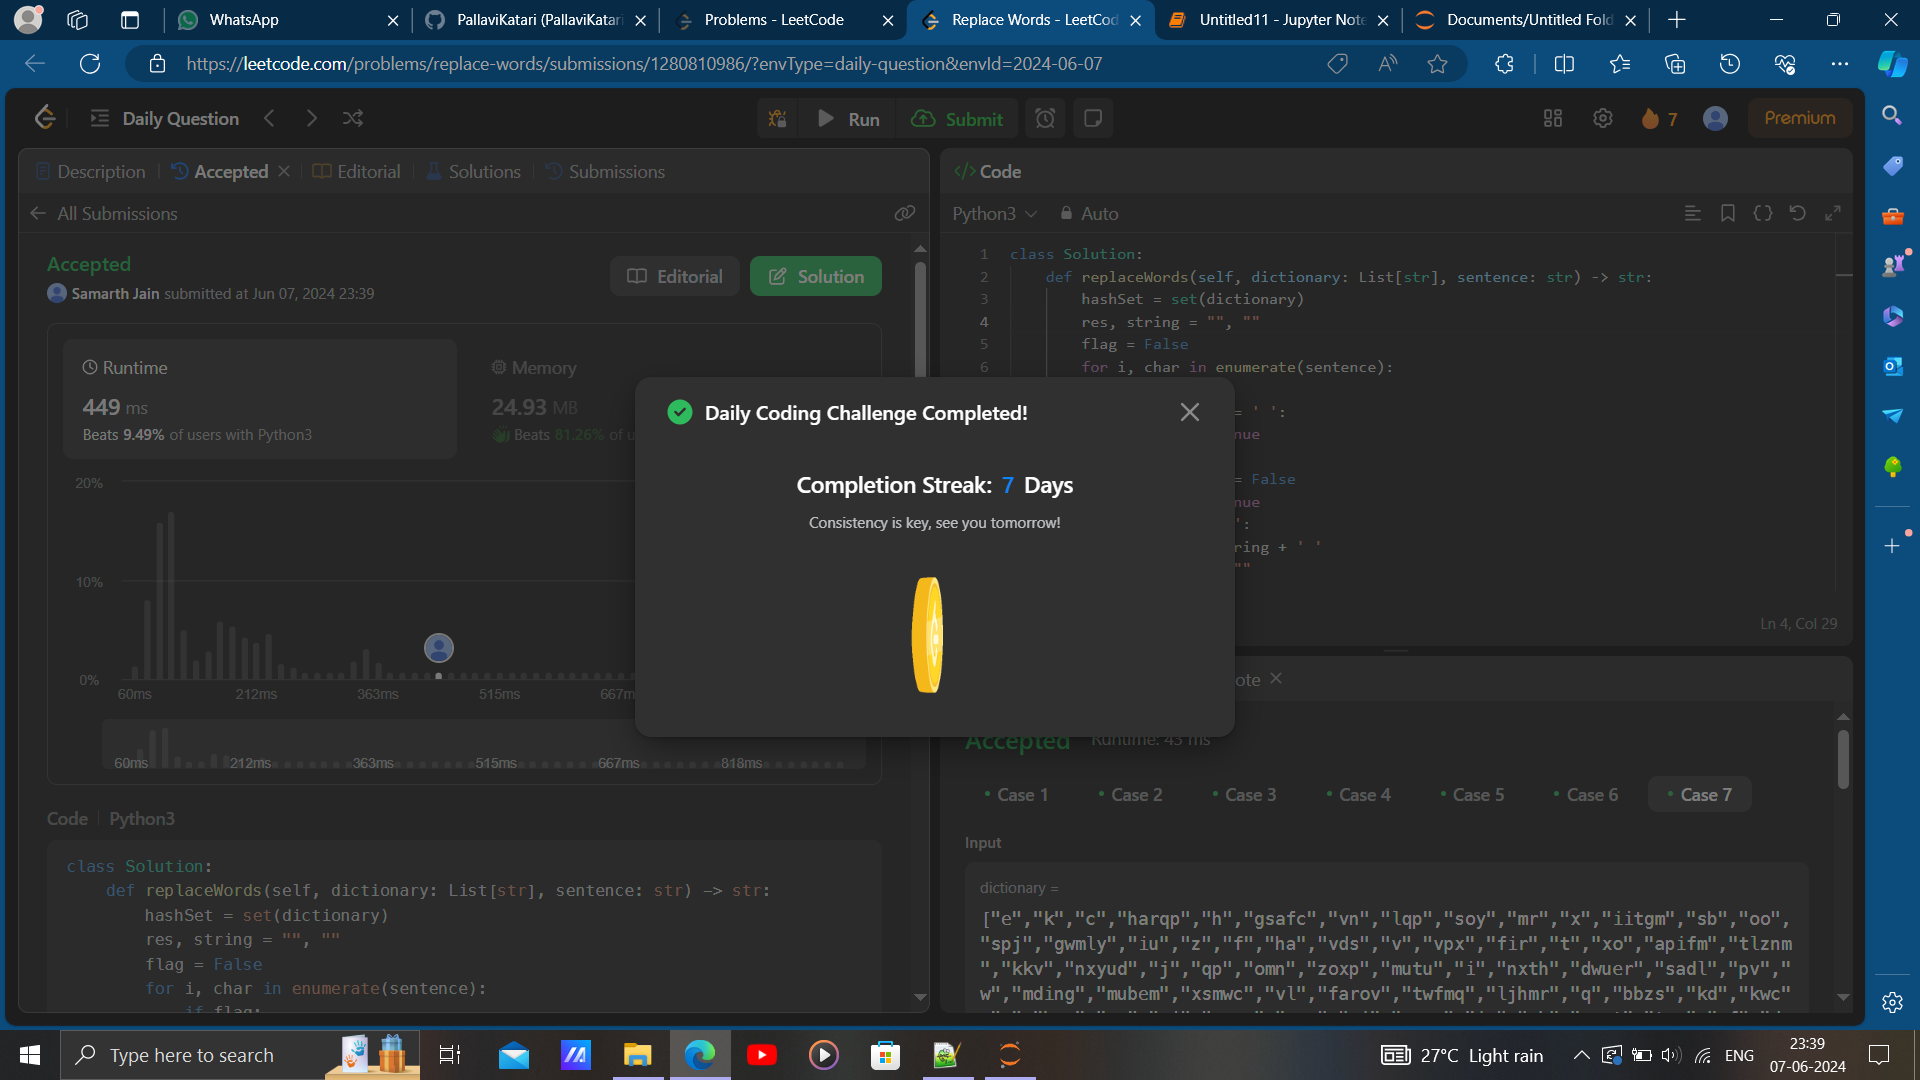 WhatsApp
PallaviKatari (PallaviKatari
Problems - LeetCode
Replace Words - LeetCod
Untitled11 - Jupyter Note
Documents/Untitled Fold
https://leetcode.com/problems/replace-words/submissions/1280810986/?envType=daily-question&envId=2024-06-07
Daily Question
Run
Submit
7
Premium
Description
Accepted
Editorial
Solutions
Submissions
All Submissions
Accepted
Samarth Jain submitted at Jun 07, 2024 23:39
Editorial
Solution
Runtime
449 ms
Beats 9.49% of users with Python3
Memory
24.93 MB
Beats 81.26% of u
20%
10%
0%
60ms 212ms 363ms 515ms 667m
60ms 212ms 363ms 515ms 667ms 818ms
Code | Python3
class Solution:
def replaceWords(self, dictionary: List[str], sentence: str) -> str:
hashSet = set(dictionary)
res, string = "", ""
flag = False
for i, char in enumerate(sentence):
if flag:
</> Code
Python3
Auto
1 class Solution:
2 def replaceWords(self, dictionary: List[str], sentence: str) -> str:
3 hashSet = set(dictionary)
4 res, string = "", ""
5 flag = False
6 for i, char in enumerate(sentence):
= ' ':
nue
= False
nue
':
ring + ' '
""
Ln 4, Col 29
Daily Coding Challenge Completed!
Completion Streak: 7 Days
Consistency is key, see you tomorrow!
ote
Accepted Runtime: 43 ms
Case 1
Case 2
Case 3
Case 4
Case 5
Case 6
Case 7
Input
dictionary =
["e","k","c","harqp","h","gsafc","vn","lqp","soy","mr","x","iitgm","sb","oo",
"spj","gwmly","iu","z","f","ha","vds","v","vpx","fir","t","xo","apifm","tlznm
","kkv","nxyud","j","qp","omn","zoxp","mutu","i","nxth","dwuer","sadl","pv","
w","mding","mubem","xsmwc","vl","farov","twfmq","ljhmr","q","bbzs","kd","kwc"
Type here to search
27°C Light rain
ENG
23:39
07-06-2024